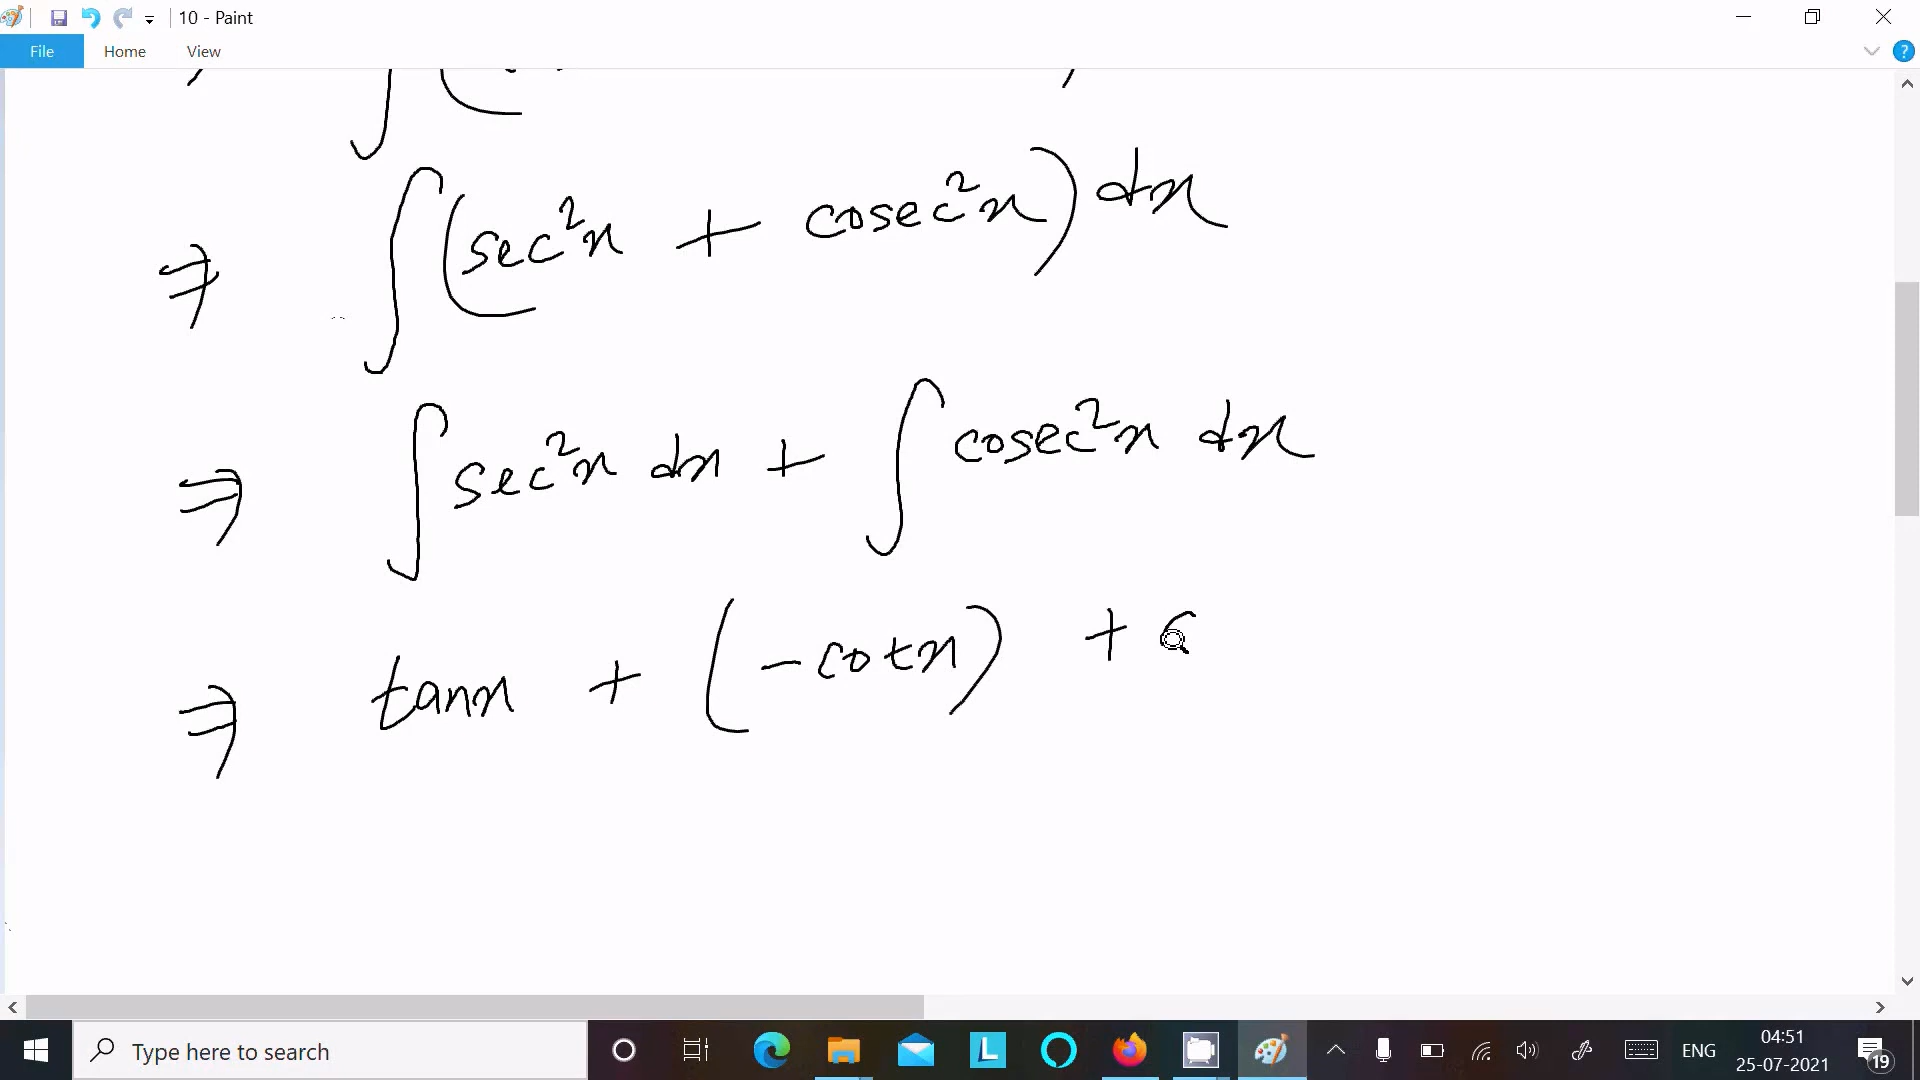 10 - Paint
File Home View
⇒ ∫(sec²x + cosec²x) dx
⇒ ∫sec²x dx + ∫cosec²x dx
⇒ tanx + (-cotx) + c
Type here to search
ENG
04:51
25-07-2021
19